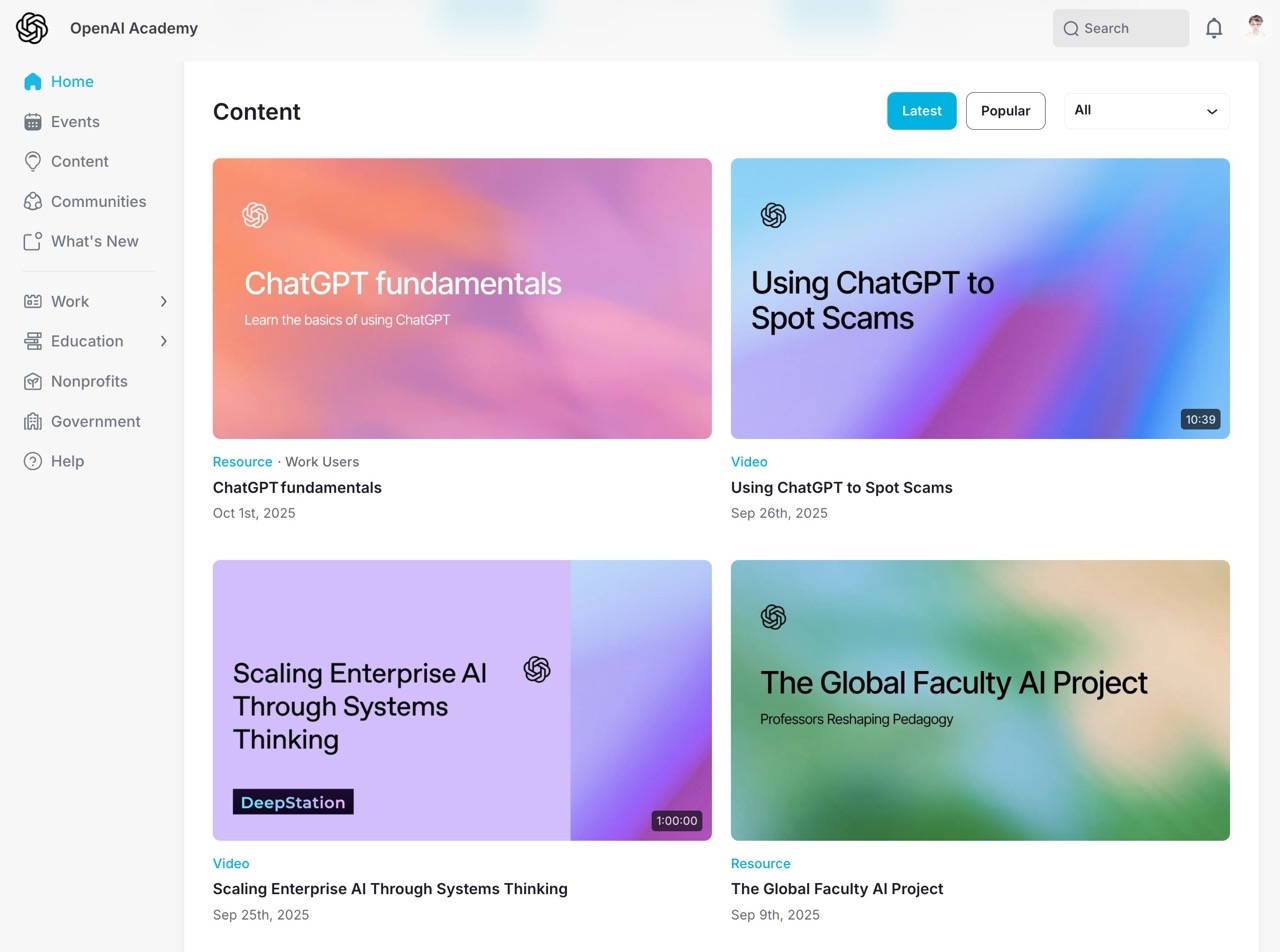 OpenAI Academy
Search
Home
Events
Content
Communities
What's New
Work
Education
Nonprofits
Government
Help
Content
Latest
Popular
All
ChatGPT fundamentals
Learn the basics of using ChatGPT
Resource · Work Users
ChatGPT fundamentals
Oct 1st, 2025
Using ChatGPT to
Spot Scams
10:39
Video
Using ChatGPT to Spot Scams
Sep 26th, 2025
Scaling Enterprise AI
Through Systems
Thinking
DeepStation
1:00:00
Video
Scaling Enterprise AI Through Systems Thinking
Sep 25th, 2025
The Global Faculty AI Project
Professors Reshaping Pedagogy
Resource
The Global Faculty AI Project
Sep 9th, 2025